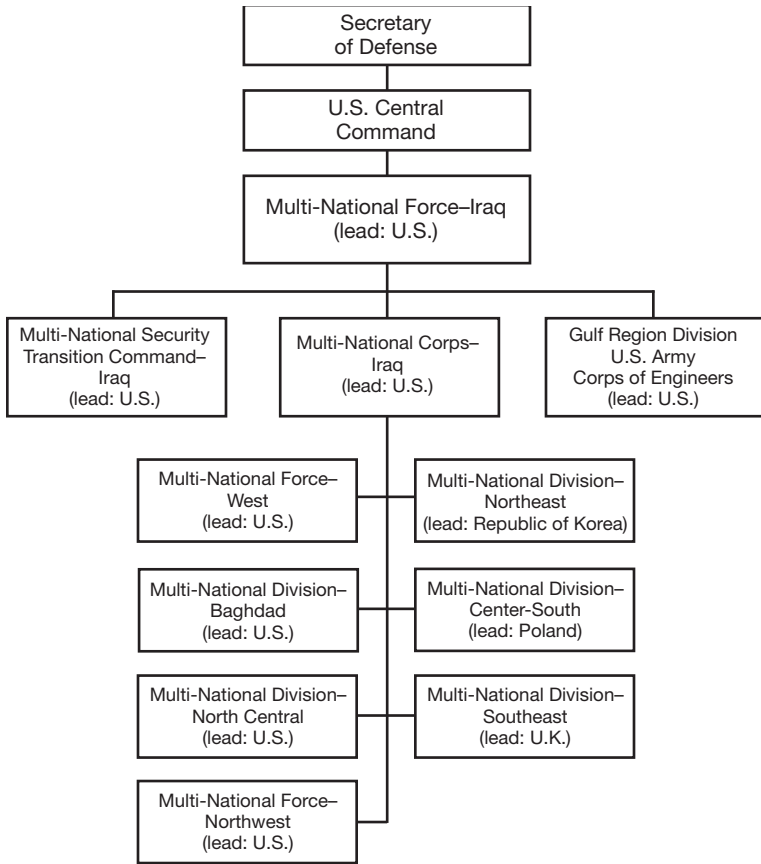 Secretary
of Defense
U.S. Central
Command
Multi-National Force–Iraq
(lead: U.S.)
Multi-National Security
Transition Command–
Iraq
(lead: U.S.)
Multi-National Corps–
Iraq
(lead: U.S.)
Gulf Region Division
U.S. Army
Corps of Engineers
(lead: U.S.)
Multi-National Force–
West
(lead: U.S.)
Multi-National Division–
Northeast
(lead: Republic of Korea)
Multi-National Division–
Baghdad
(lead: U.S.)
Multi-National Division–
Center-South
(lead: Poland)
Multi-National Division–
North Central
(lead: U.S.)
Multi-National Division–
Southeast
(lead: U.K.)
Multi-National Force–
Northwest
(lead: U.S.)